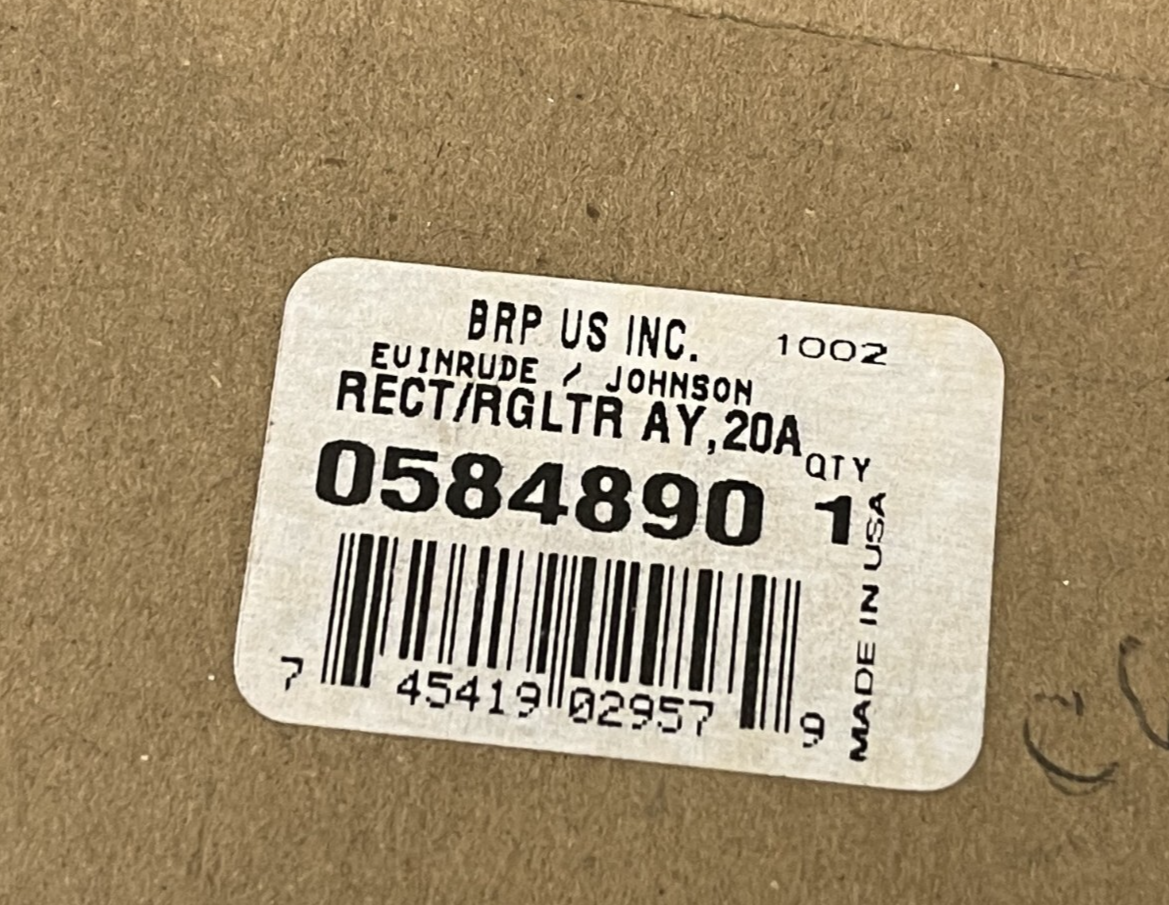 BRP US INC. 1002
EVINRUDE / JOHNSON
RECT/RGLTR AY,20A
QTY
0584890 1
MADE IN USA
7 45419 02957 9